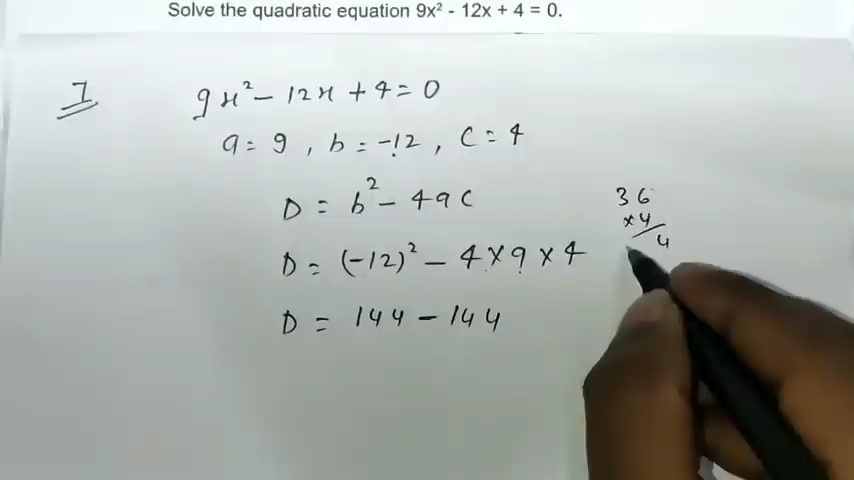 Solve the quadratic equation 9x² - 12x + 4 = 0.
I
9x² - 12x + 4 = 0
a = 9 , b = -12 , c = 4
D = b² - 4ac
D = (-12)² - 4 × 9 × 4
D = 144 - 144
36
×4
4